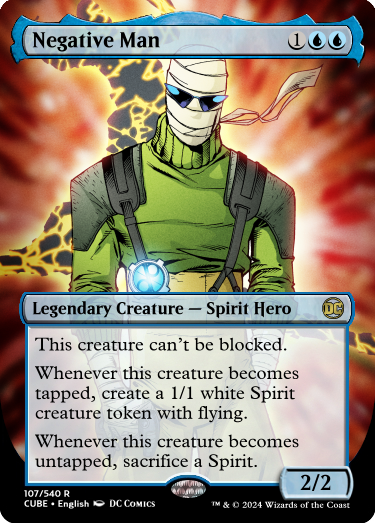 Negative Man 1
Legendary Creature — Spirit Hero DC
This creature can't be blocked.
Whenever this creature becomes
tapped, create a 1/1 white Spirit
creature token with flying.
Whenever this creature becomes
untapped, sacrifice a Spirit.
2/2
107/540 R
CUBE • English DC COMICS
™ & © 2024 Wizards of the Coast